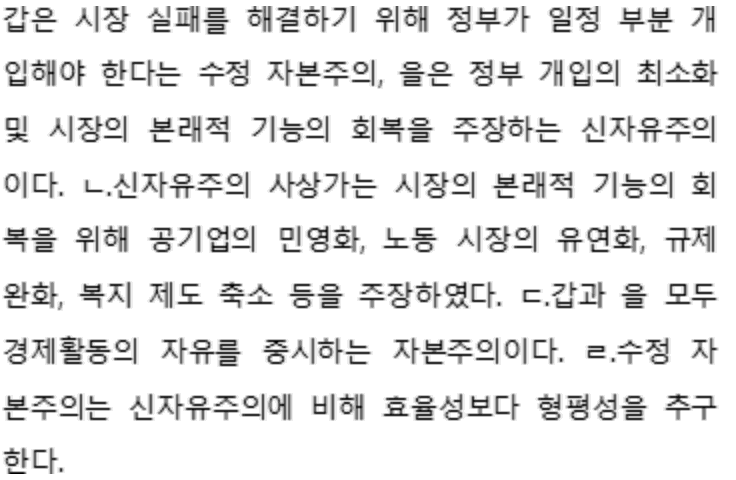 갑은 시장 실패를 해결하기 위해 정부가 일정 부분 개
입해야 한다는 수정 자본주의, 을은 정부 개입의 최소화
및 시장의 본래적 기능의 회복을 주장하는 신자유주의
이다. ㄴ.신자유주의 사상가는 시장의 본래적 기능의 회
복을 위해 공기업의 민영화, 노동 시장의 유연화, 규제
완화, 복지 제도 축소 등을 주장하였다. ㄷ.갑과 을 모두
경제활동의 자유를 중시하는 자본주의이다. ㄹ.수정 자
본주의는 신자유주의에 비해 효율성보다 형평성을 추구
한다.